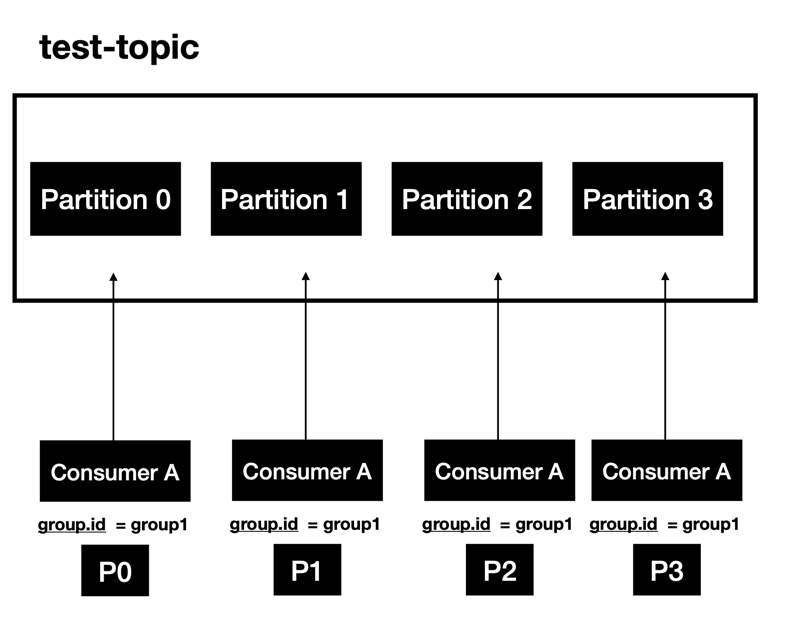 test-topic
Partition 0
Partition 1
Partition 2
Partition 3
Consumer A
Consumer A
Consumer A
Consumer A
group.id = group1
group.id = group1
group.id = group1
group.id = group1
P0
P1
P2
P3